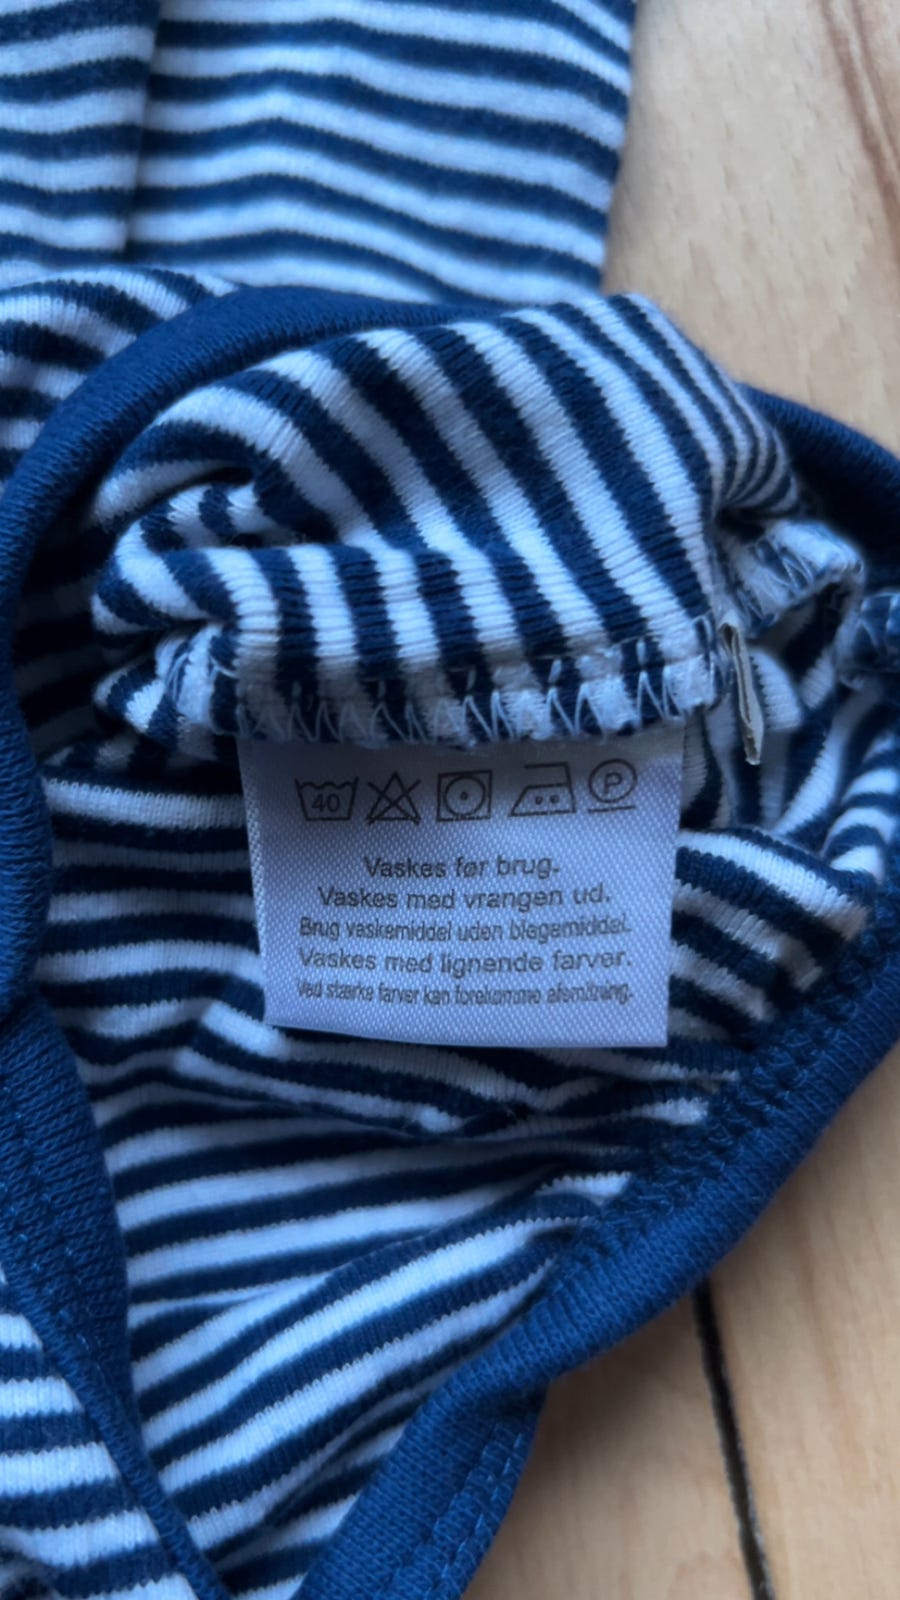 40 P
Vaskes før brug.
Vaskes med vrangen ud.
Brug vaskemiddel uden blegemiddel.
Vaskes med lignende farver.
Ved stærke farver kan forekomme afsmitning.